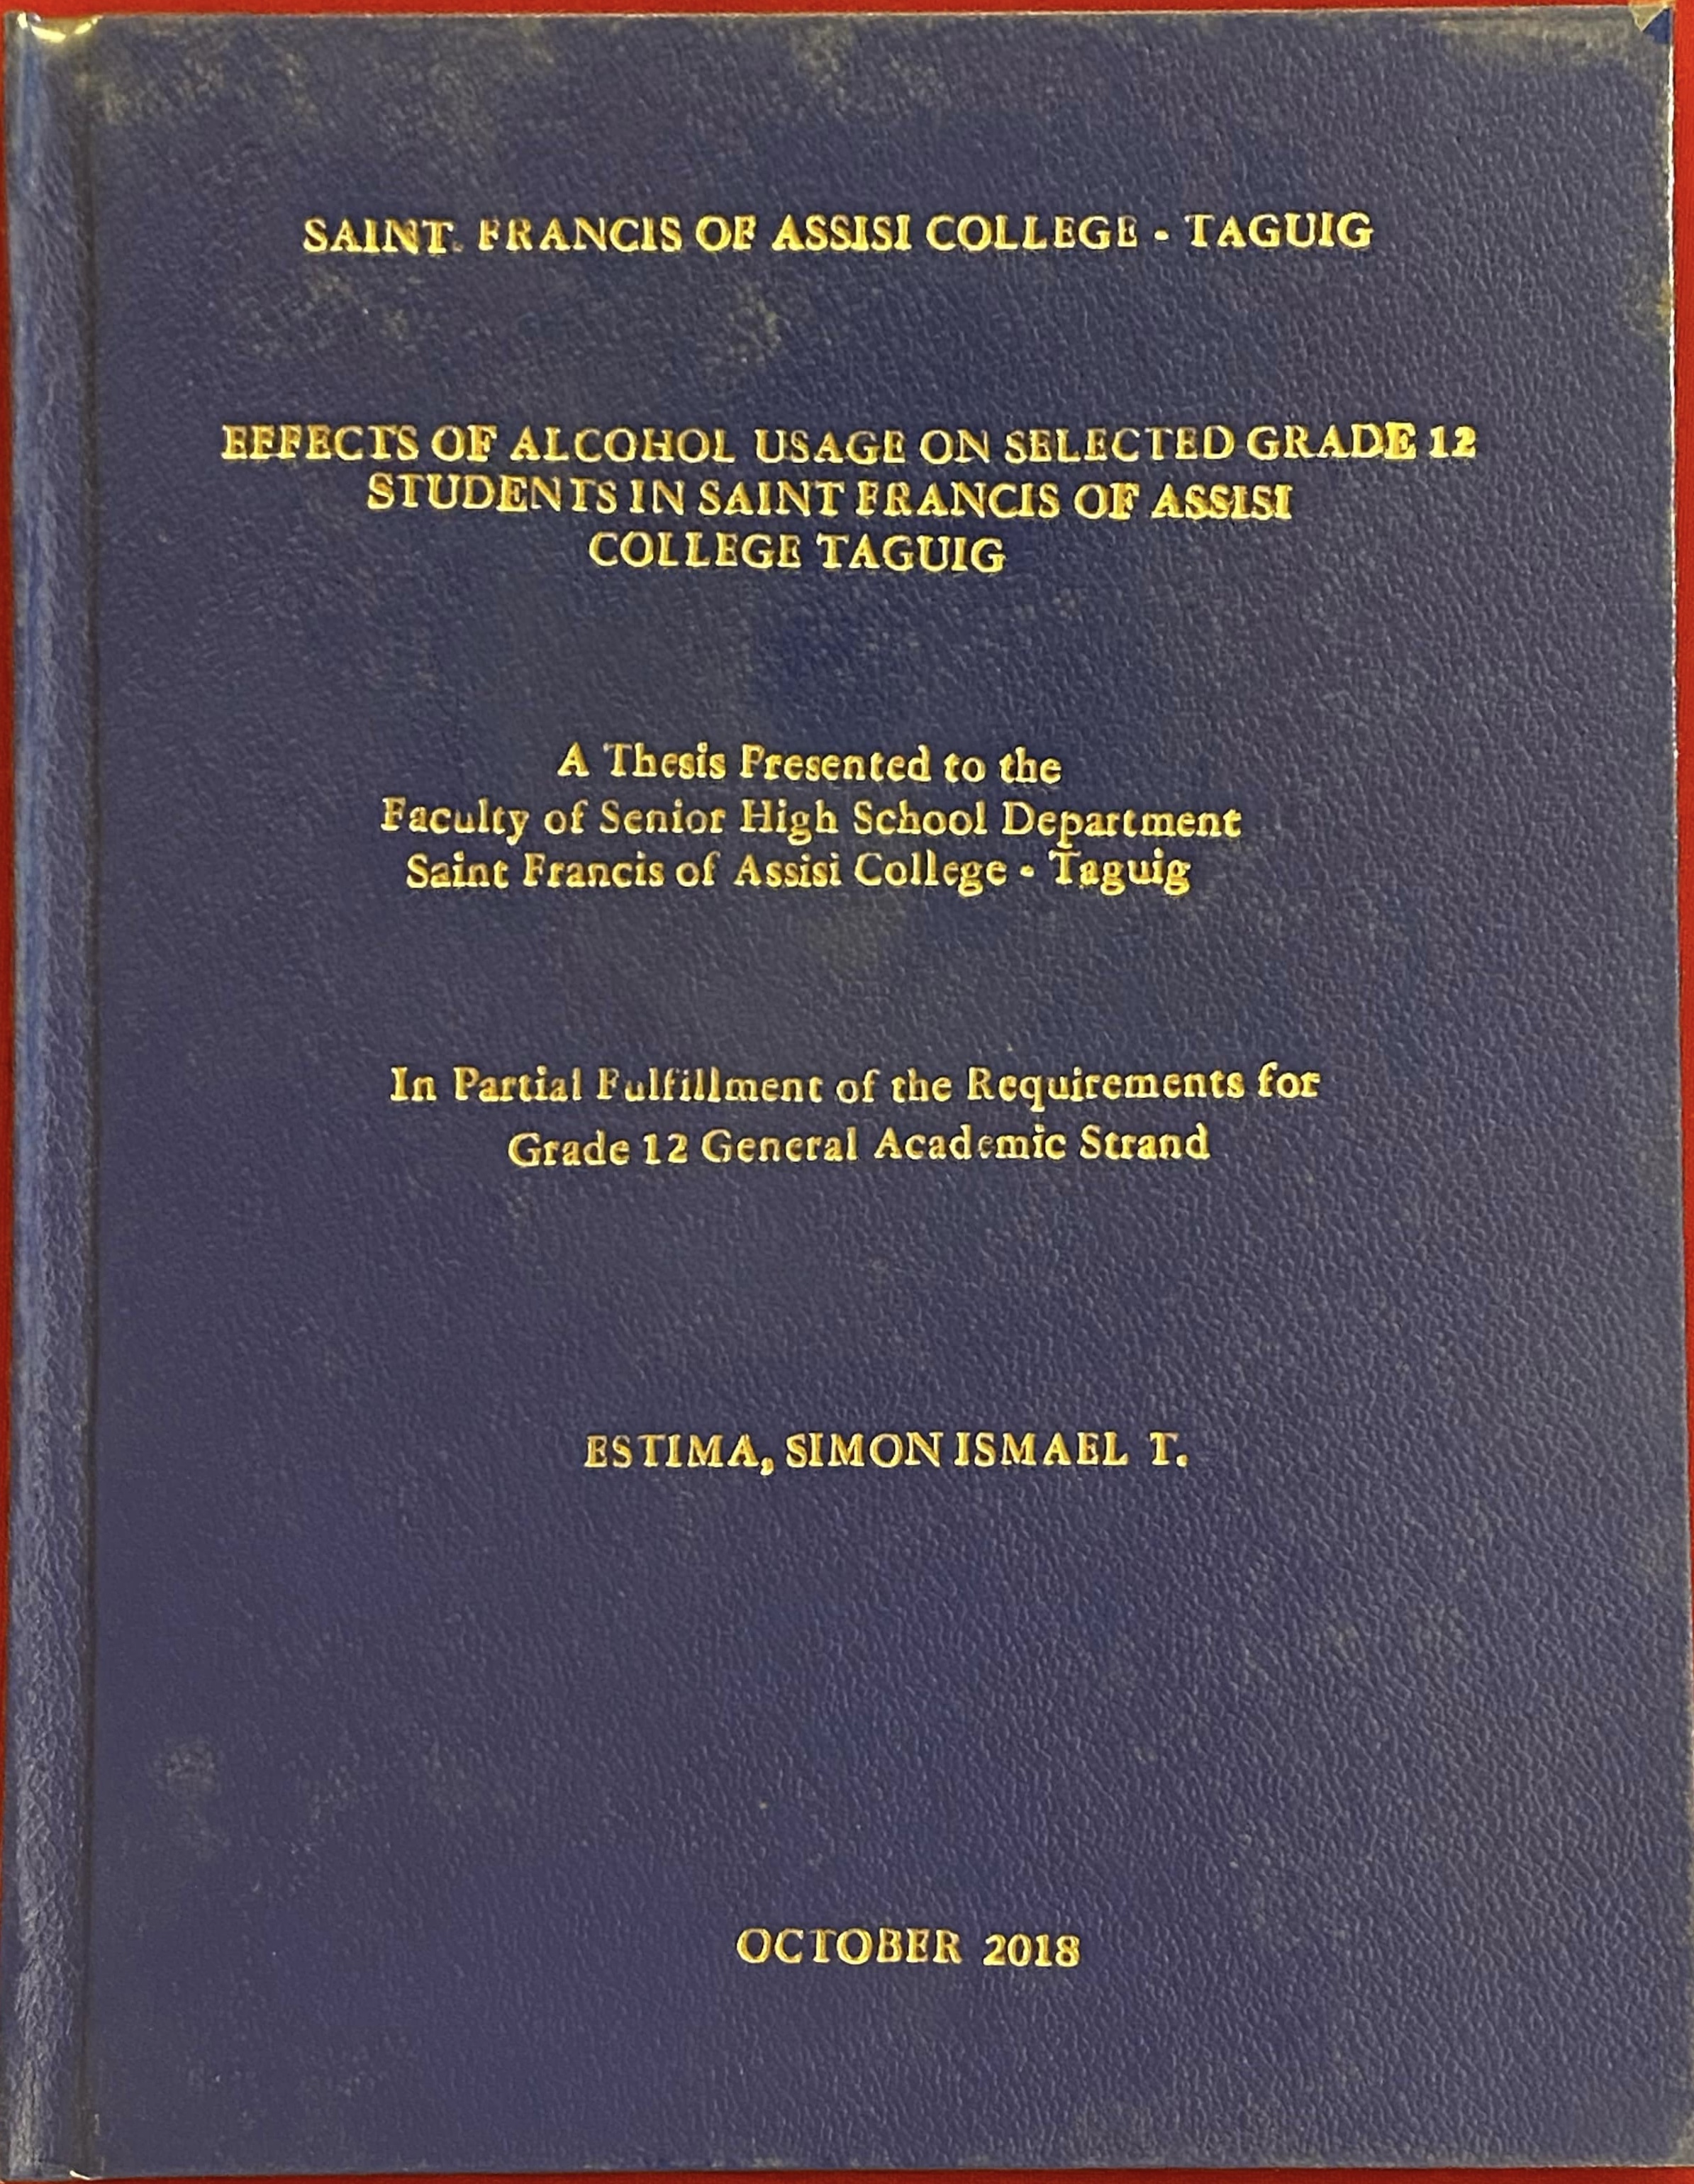 SAINT. FRANCIS OF ASSISI COLLEGE - TAGUIG
EFFECTS OF ALCOHOL USAGE ON SELECTED GRADE 12
STUDENTS IN SAINT FRANCIS OF ASSISI
COLLEGE TAGUIG
A Thesis Presented to the
Faculty of Senior High School Department
Saint Francis of Assisi College - Taguig
In Partial Fulfillment of the Requirements for
Grade 12 General Academic Strand
ESTIMA, SIMON ISMAEL T.
OCTOBER 2018